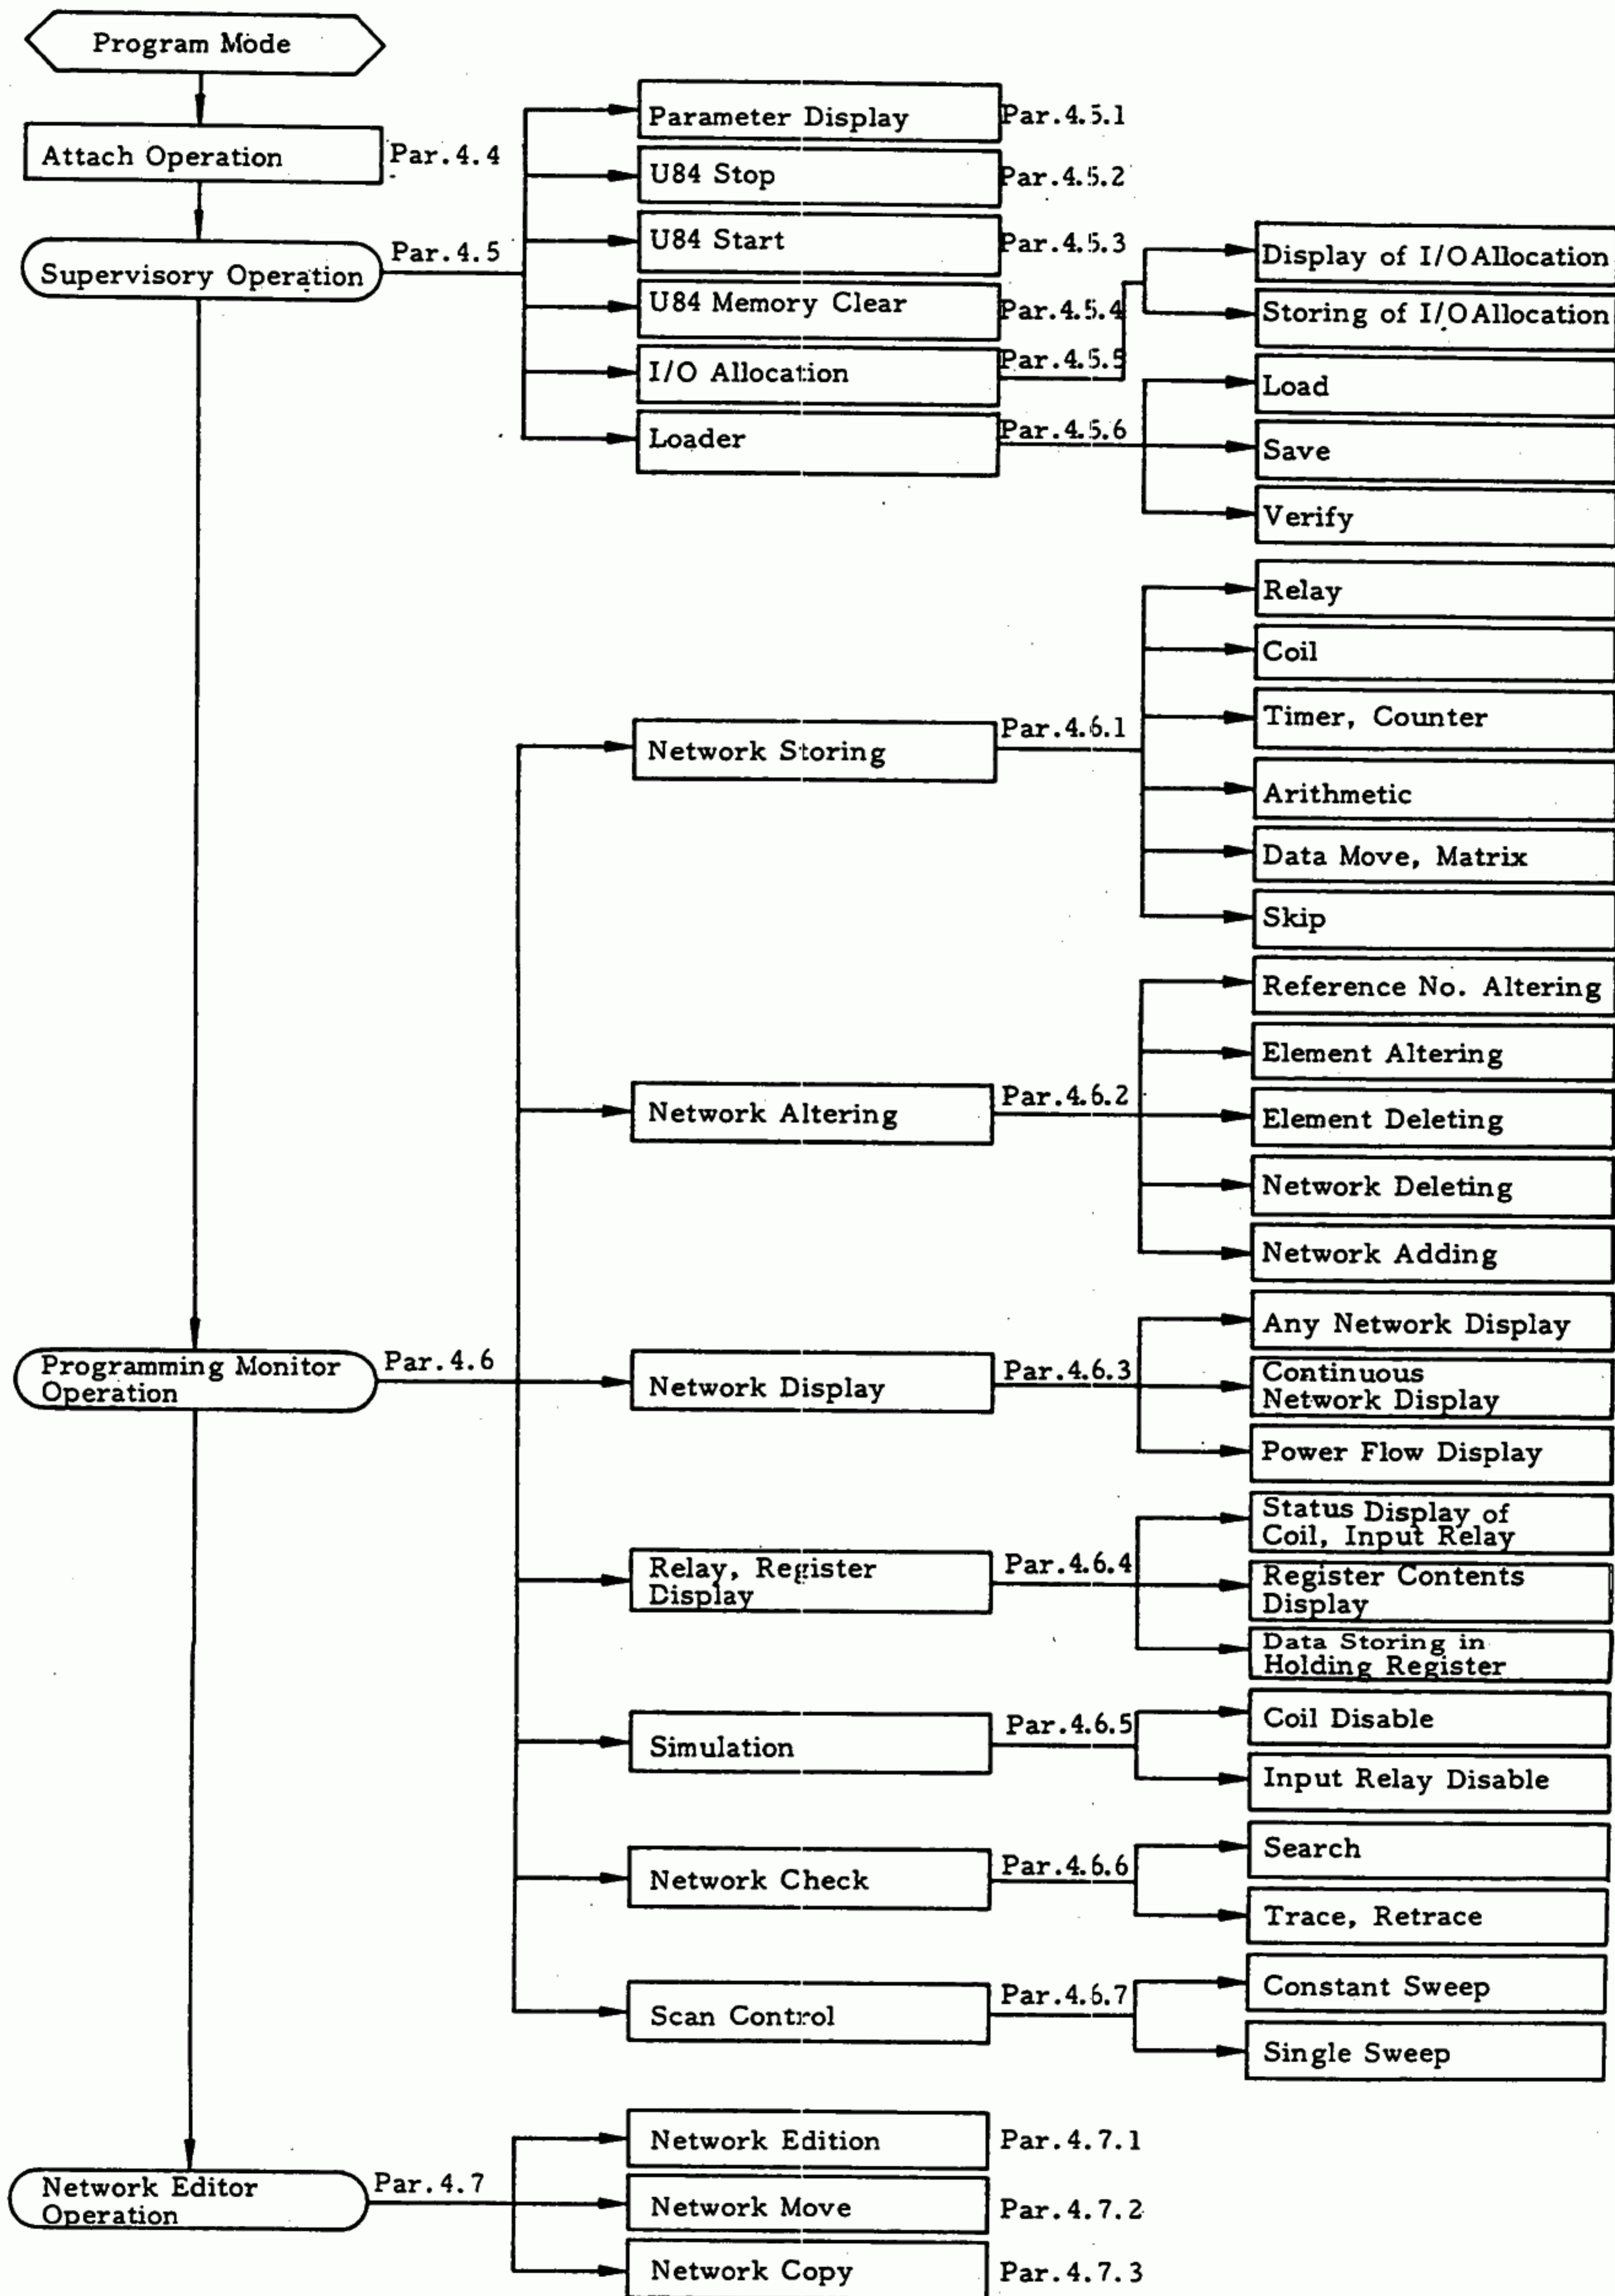 Program Mode
Attach Operation
Par.4.4
Supervisory Operation
Par.4.5
Parameter Display
Par.4.5.1
U84 Stop
Par.4.5.2
U84 Start
Par.4.5.3
U84 Memory Clear
Par.4.5.4
I/O Allocation
Par.4.5.5
Display of I/O Allocation
Storing of I/O Allocation
Loader
Par.4.5.6
Load
Save
Verify
Programming Monitor
Operation
Par.4.6
Network Storing
Par.4.6.1
Relay
Coil
Timer, Counter
Arithmetic
Data Move, Matrix
Skip
Network Altering
Par.4.6.2
Reference No. Altering
Element Altering
Element Deleting
Network Deleting
Network Adding
Network Display
Par.4.6.3
Any Network Display
Continuous
Network Display
Power Flow Display
Relay, Register
Display
Par.4.6.4
Status Display of
Coil, Input Relay
Register Contents
Display
Data Storing in
Holding Register
Simulation
Par.4.6.5
Coil Disable
Input Relay Disable
Network Check
Par.4.6.6
Search
Trace, Retrace
Scan Control
Par.4.6.7
Constant Sweep
Single Sweep
Network Editor
Operation
Par.4.7
Network Edition
Par.4.7.1
Network Move
Par.4.7.2
Network Copy
Par.4.7.3